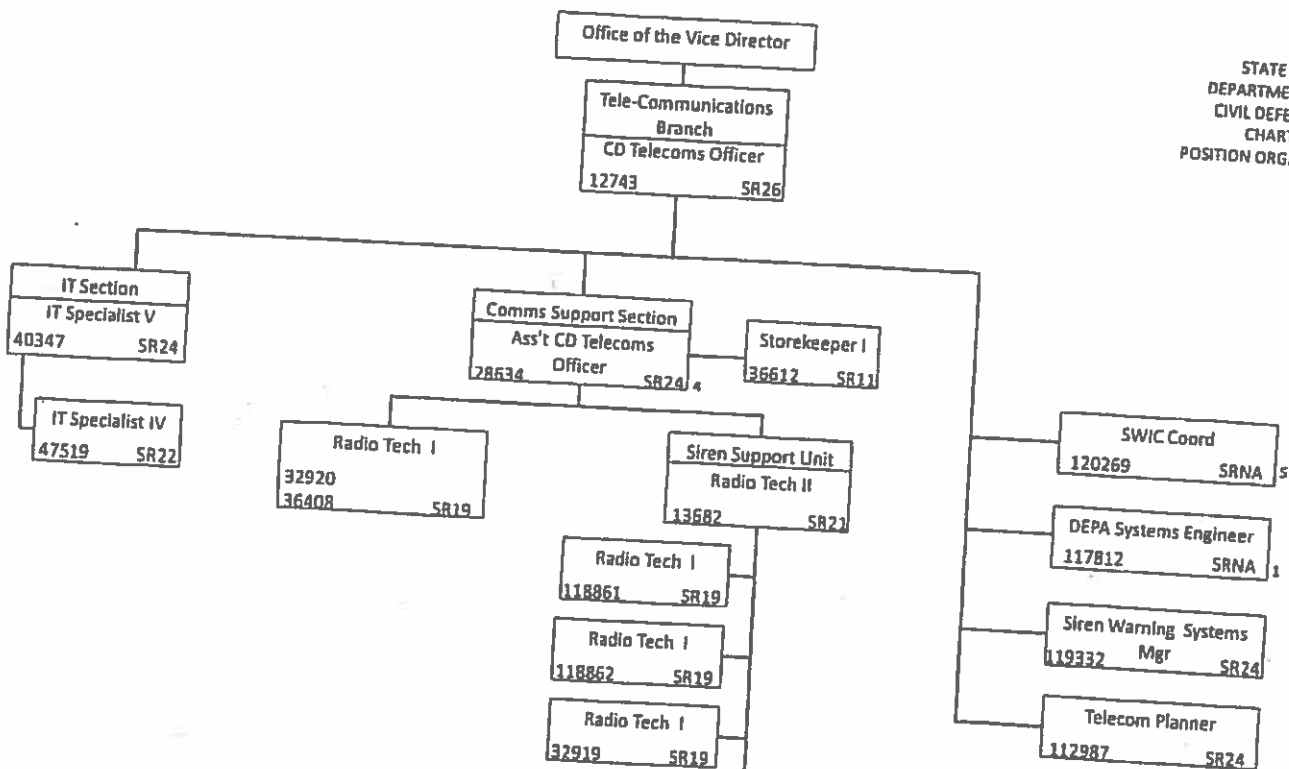 Office of the Vice Director
STATE
DEPARTME
CIVIL DEFE
CHART
POSITION ORG
Tele-Communications
Branch
CD Telecoms Officer
12743 SR26
IT Section
IT Specialist V
40347 SR24
IT Specialist IV
47519 SR22
Comms Support Section
Ass't CD Telecoms
Officer
28634 SR24 4
Storekeeper I
36612 SR11
Radio Tech I
32920
36408 SR19
Siren Support Unit
Radio Tech II
13682 SR21
Radio Tech I
118861 SR19
Radio Tech I
118862 SR19
Radio Tech I
32919 SR19
SWIC Coord
120269 SRNA 5
DEPA Systems Engineer
117812 SRNA 1
Siren Warning Systems
Mgr
119332 SR24
Telecom Planner
112987 SR24